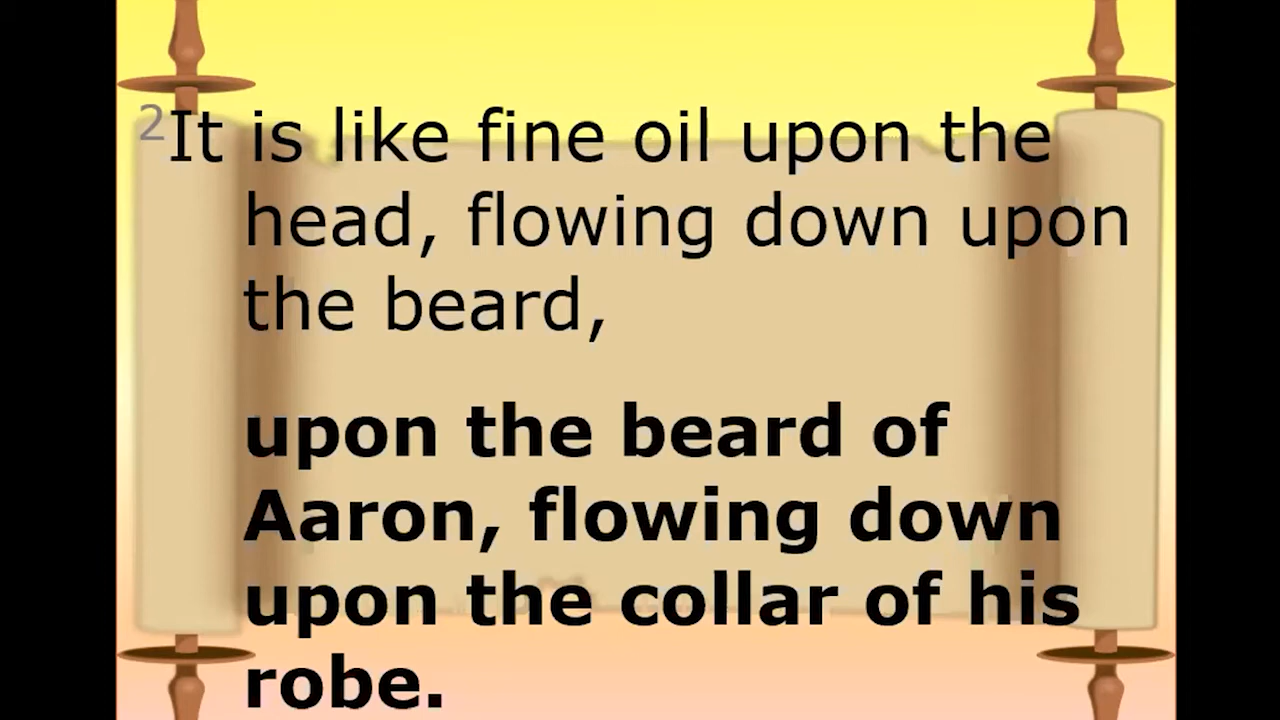 2It is like fine oil upon the
head, flowing down upon
the beard,
upon the beard of
Aaron, flowing down
upon the collar of his
robe.